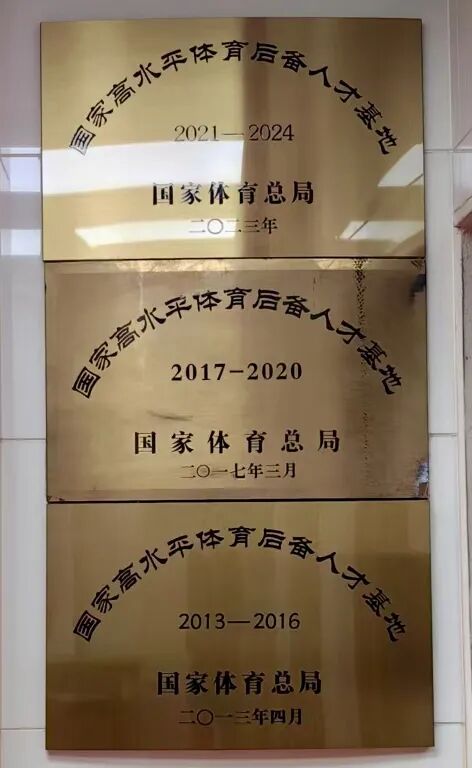 国家高水平体育后备人才基地
2021—2024
国家体育总局
二〇二三年
国家高水平体育后备人才基地
2017-2020
国家体育总局
二〇一七年三月
国家高水平体育后备人才基地
2013—2016
国家体育总局
二〇一三年四月